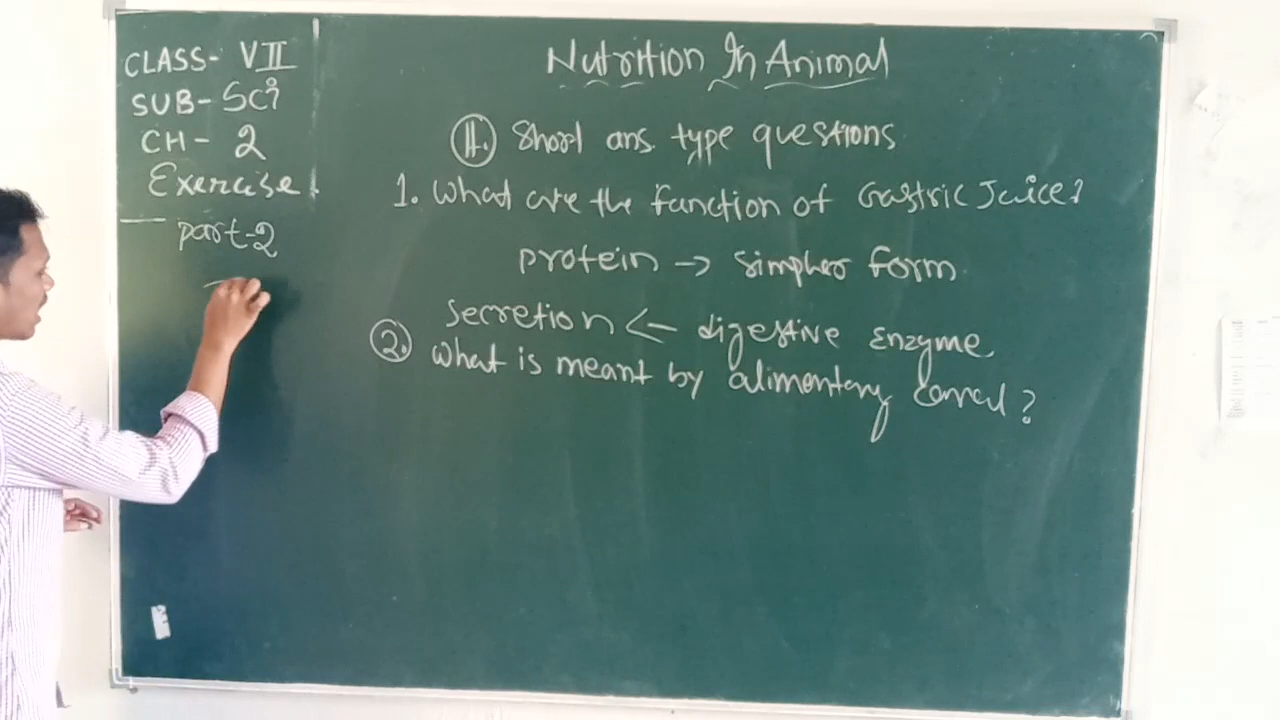 CLASS- VII
SUB- Sci
CH- 2
Exercise.
part-2
Nutrition In Animal
II. Short ans. type questions
1. What are the function of Gastric Juice?
protein → simpler form
secretion ← digestive Enzyme
2. What is meant by alimentary canal?